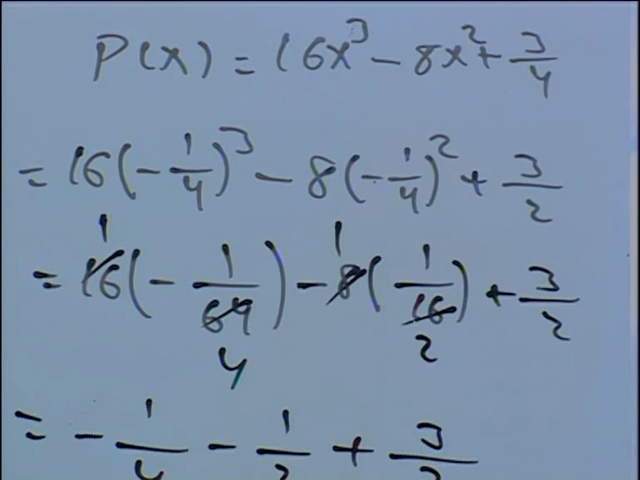 P(x) = 16x³ - 8x² + 3/4
= 16(-1/4)³ - 8(-1/4)² + 3/2
= 16(-1/64) - 8(1/16) + 3/2
1 4 1 2
= -1/4 - 1/2 + 3/2